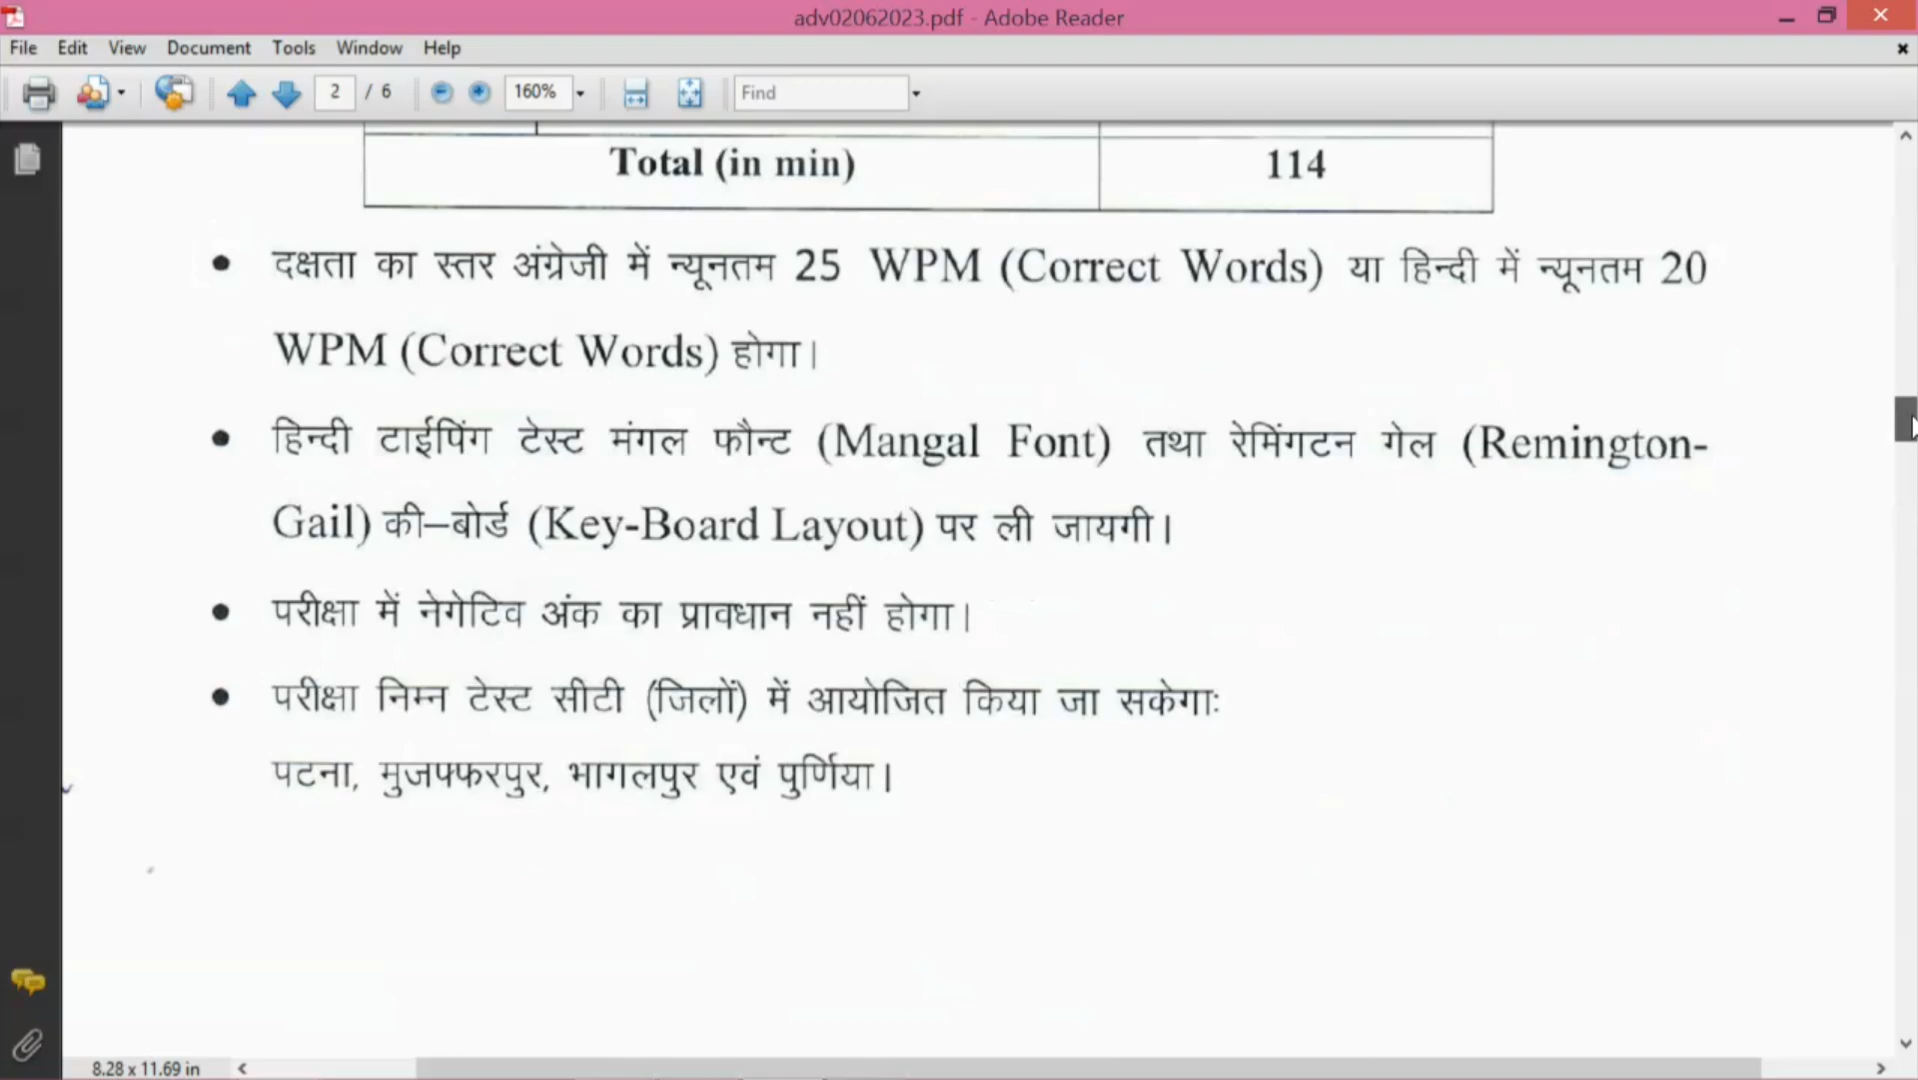 adv02062023.pdf - Adobe Reader
File Edit View Document Tools Window Help
2 / 6 160% Find
Total (in min) 114
• दक्षता का स्तर अंग्रेजी में न्यूनतम 25 WPM (Correct Words) या हिन्दी में न्यूनतम 20
WPM (Correct Words) होगा।
• हिन्दी टाईपिंग टेस्ट मंगल फौन्ट (Mangal Font) तथा रेमिंगटन गेल (Remington-
Gail) की–बोर्ड (Key-Board Layout) पर ली जायगी।
• परीक्षा में नेगेटिव अंक का प्रावधान नहीं होगा।
• परीक्षा निम्न टेस्ट सीटी (जिलों) में आयोजित किया जा सकेगाः
पटना, मुजफ्फरपुर, भागलपुर एवं पुर्णिया।
8.28 x 11.69 in